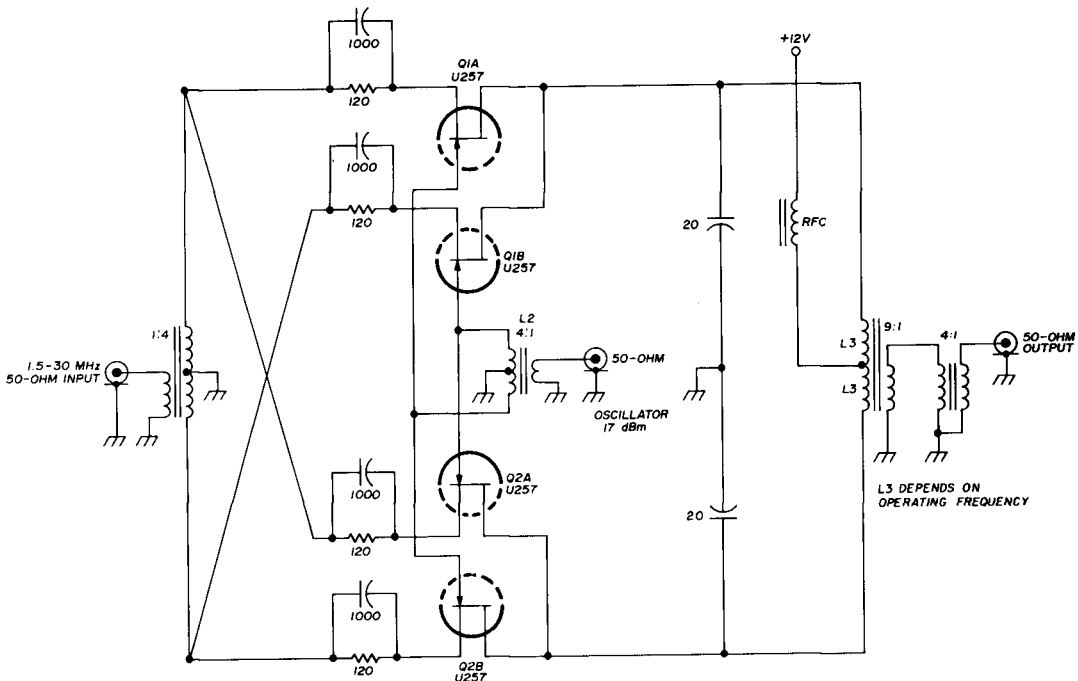 1000
120
Q1A
U257
+12V
1000
120
Q1B
U257
20
RFC
1:4
1.5-30 MHz
50-OHM INPUT
L2
4:1
50-OHM
OSCILLATOR
17 dBm
L3
L3
9:1
4:1
50-OHM
OUTPUT
L3 DEPENDS ON
OPERATING FREQUENCY
1000
120
Q2A
U257
20
1000
120
Q2B
U257